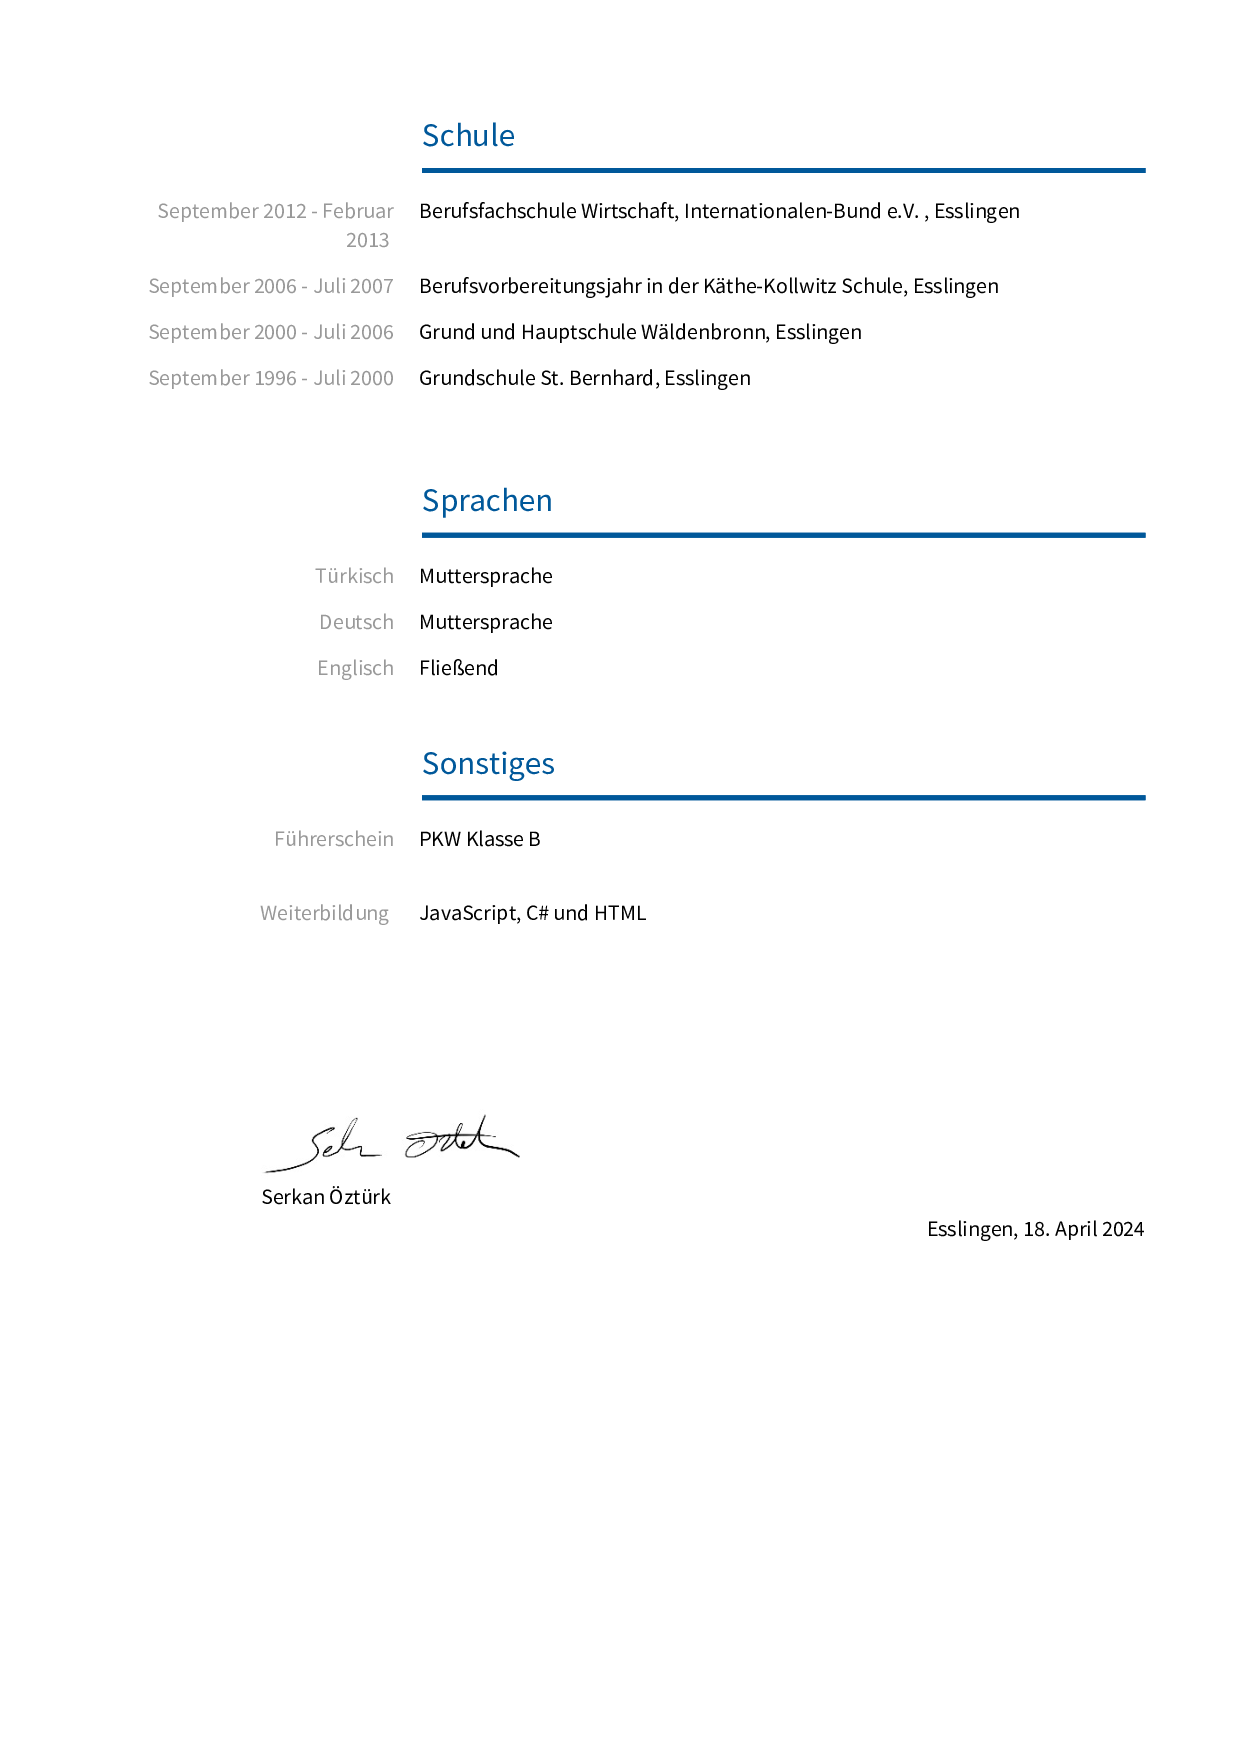 Schule
September 2012 - Februar 2013 Berufsfachschule Wirtschaft, Internationalen-Bund e.V. , Esslingen
September 2006 - Juli 2007 Berufsvorbereitungsjahr in der Käthe-Kollwitz Schule, Esslingen
September 2000 - Juli 2006 Grund und Hauptschule Wäldenbronn, Esslingen
September 1996 - Juli 2000 Grundschule St. Bernhard, Esslingen
Sprachen
Türkisch Muttersprache
Deutsch Muttersprache
Englisch Fließend
Sonstiges
Führerschein PKW Klasse B
Weiterbildung JavaScript, C# und HTML
Serkan Öztürk
Esslingen, 18. April 2024